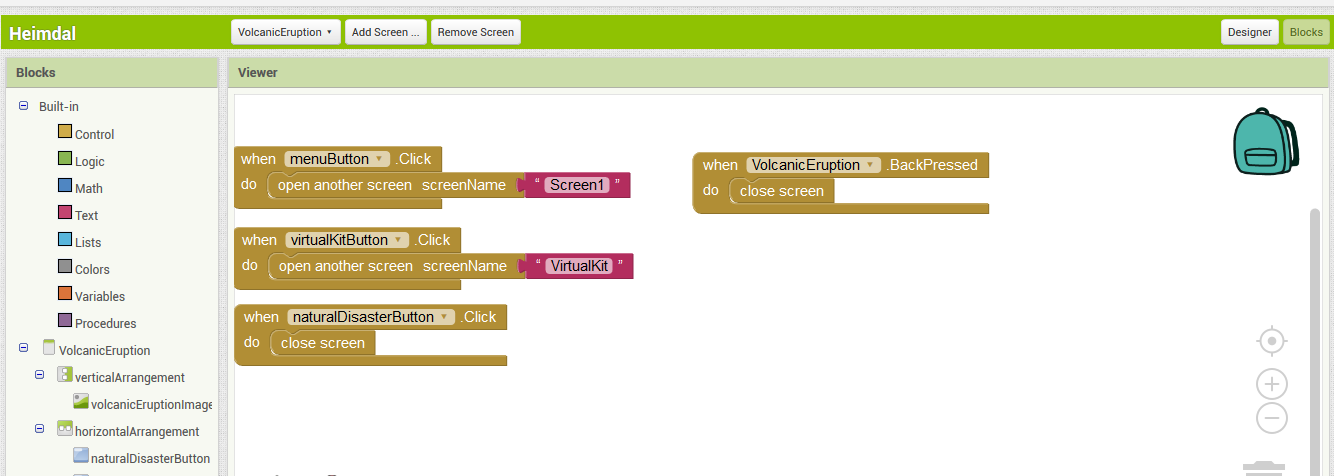 Heimdal VolcanicEruption Add Screen ... Remove Screen Designer Blocks
Blocks
Built-in
Control
Logic
Math
Text
Lists
Colors
Variables
Procedures
VolcanicEruption
verticalArrangement
volcanicEruptionImage
horizontalArrangement
naturalDisasterButton
Viewer
when menuButton .Click
do open another screen screenName “ Screen1 ”
when virtualKitButton .Click
do open another screen screenName “ VirtualKit ”
when naturalDisasterButton .Click
do close screen
when VolcanicEruption .BackPressed
do close screen